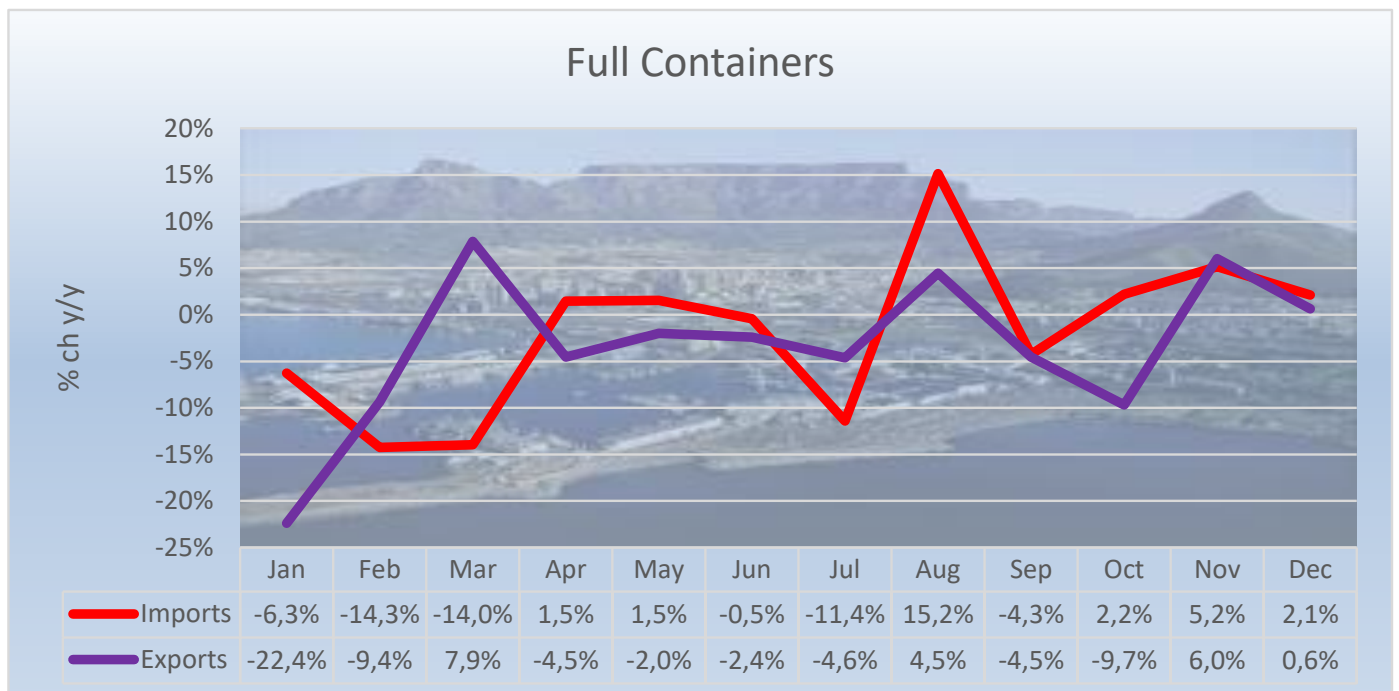 Full Containers
% ch y/y
20%
15%
10%
5%
0%
-5%
-10%
-15%
-20%
-25%
Jan Feb Mar Apr May Jun Jul Aug Sep Oct Nov Dec
Imports -6,3% -14,3% -14,0% 1,5% 1,5% -0,5% -11,4% 15,2% -4,3% 2,2% 5,2% 2,1%
Exports -22,4% -9,4% 7,9% -4,5% -2,0% -2,4% -4,6% 4,5% -4,5% -9,7% 6,0% 0,6%